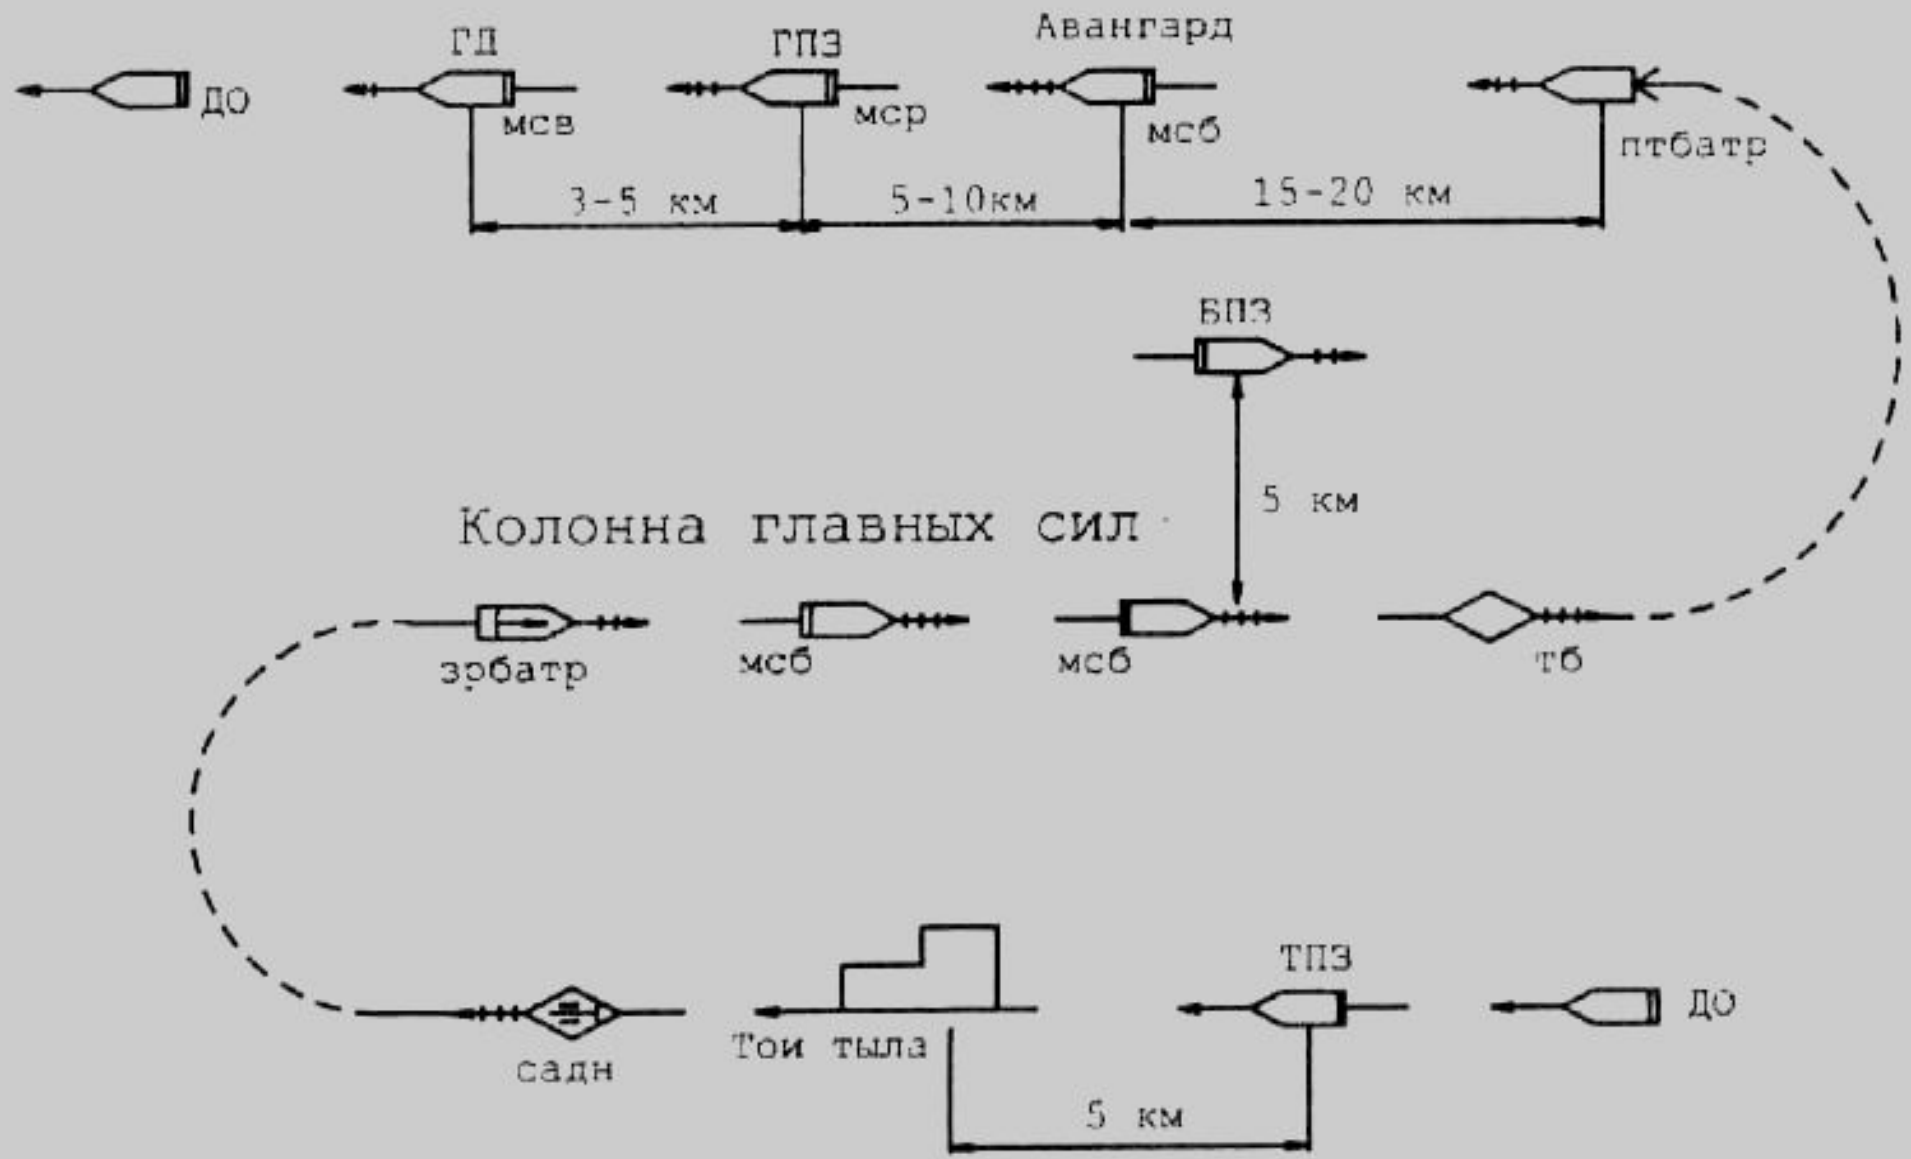 ГД
ГПЗ
Авангард
ДО
мсв
мср
мсб
птбатр
3-5 км
5-10км
15-20 км
БПЗ
5 км
Колонна главных сил
зрбатр
мсб
мсб
тб
ТПЗ
ДО
Тои тыла
садн
5 км